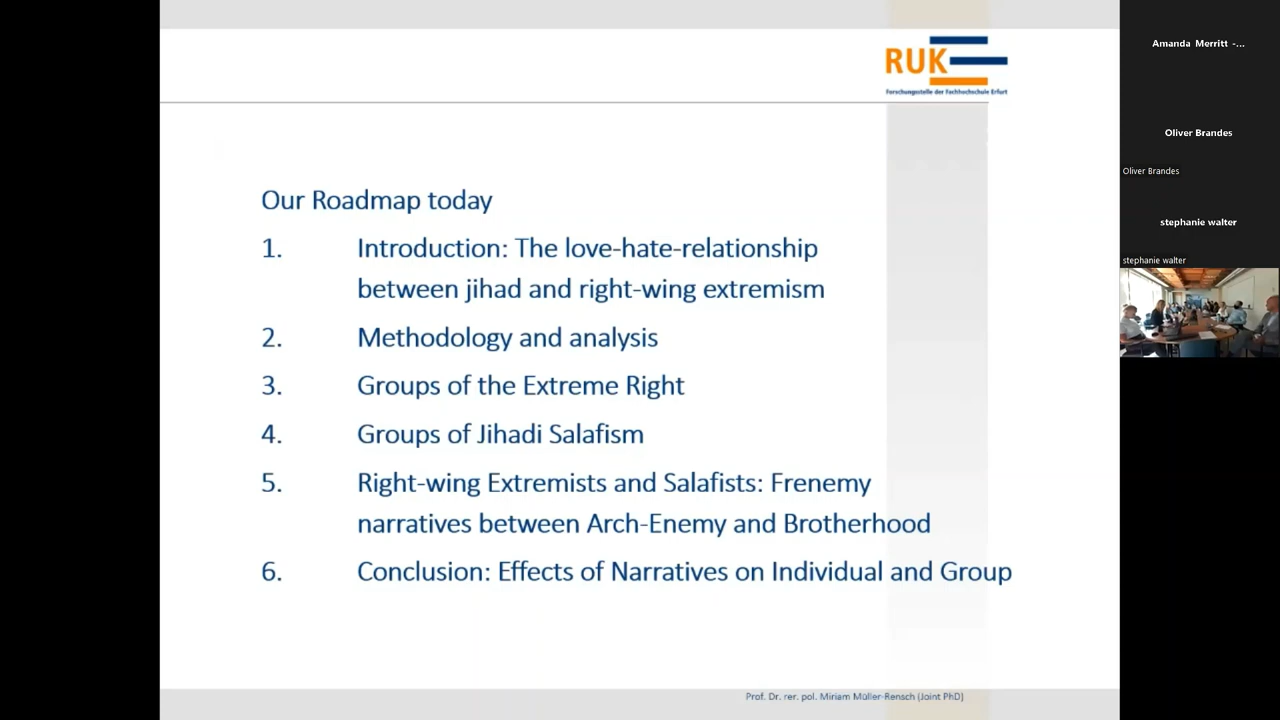 RUK
Forschungsstelle der Fachhochschule Erfurt
Our Roadmap today
1. Introduction: The love-hate-relationship
between jihad and right-wing extremism
2. Methodology and analysis
3. Groups of the Extreme Right
4. Groups of Jihadi Salafism
5. Right-wing Extremists and Salafists: Frenemy
narratives between Arch-Enemy and Brotherhood
6. Conclusion: Effects of Narratives on Individual and Group
Prof. Dr. rer. pol. Miriam Müller-Rensch (Joint PhD)
Amanda Merritt -...
Oliver Brandes
Oliver Brandes
stephanie walter
stephanie walter